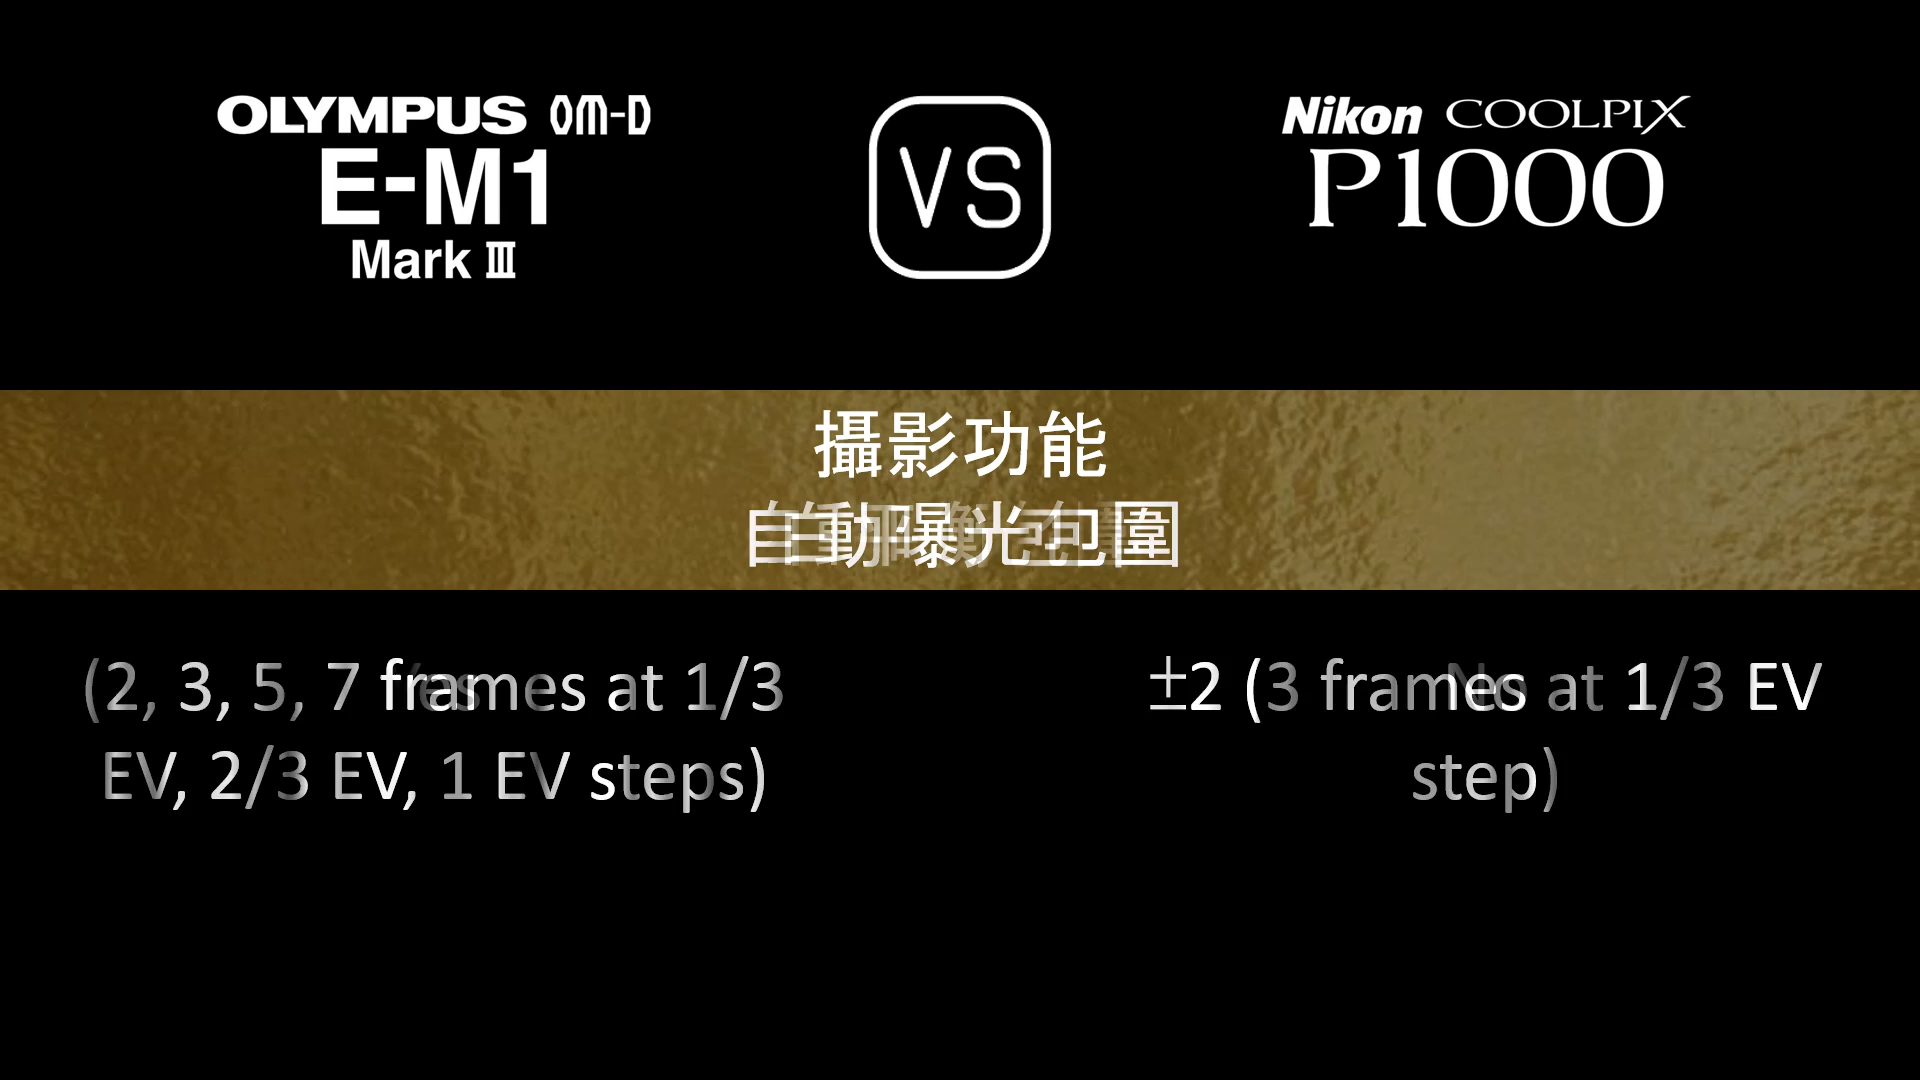 OLYMPUS OM-D
E-M1
Mark III
VS
Nikon COOLPIX
P1000
攝影功能
自動曝光包圍
(2, 3, 5, 7 frames at 1/3
EV, 2/3 EV, 1 EV steps)
±2 (3 frames at 1/3 EV
step)